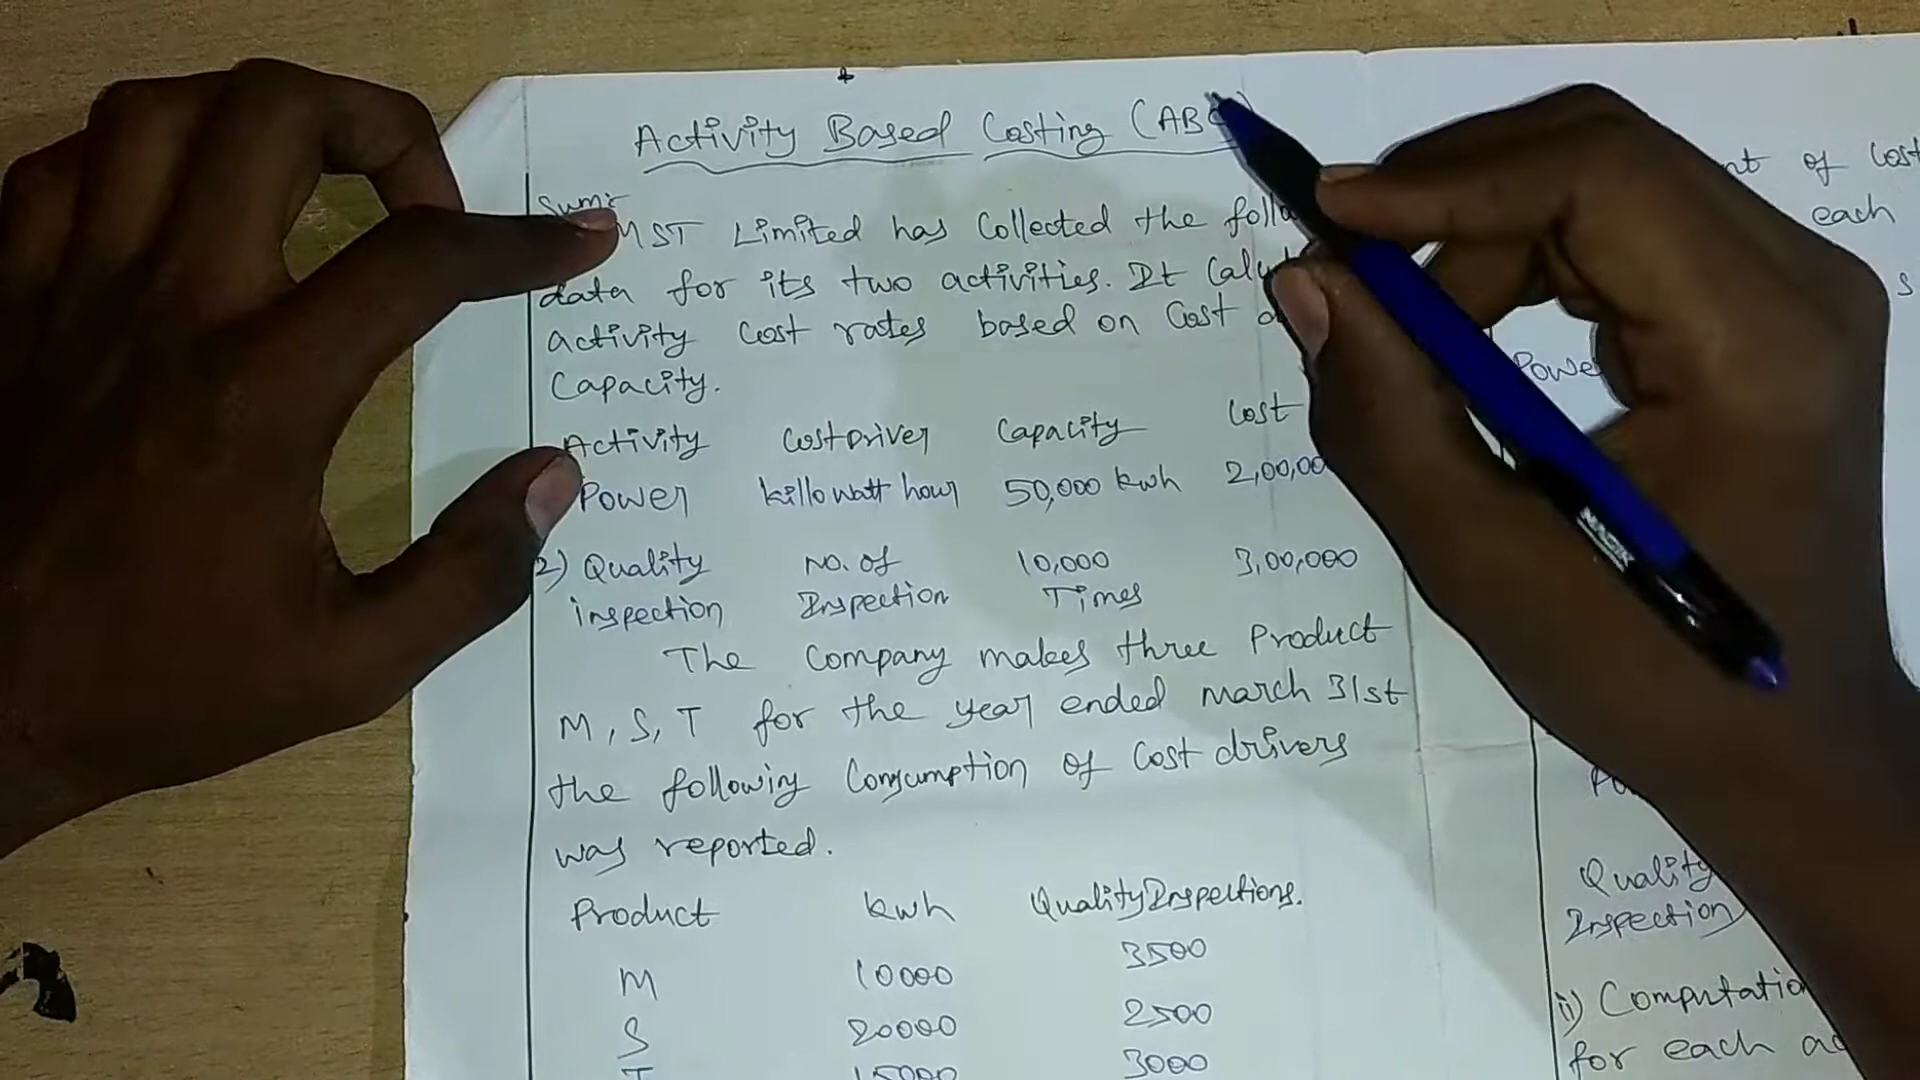 Activity Based Costing (AB
Sum:
MST Limited has Collected the
data for its two activities. It
activity Cost rates based on Cost
Capacity.
Activity Cost Driver Capacity Cost
Power killo watt hour 50,000 kwh 2,00,00
2) Quality No. of 10,000 3,00,000
inspection Inspection Times
The Company makes three Product
M, S, T for the year ended march 31st
the following Consumption of Cost drivers
was reported.
Product kwh Quality Inspections.
M 10000 3500
S 20000 2500
T 15000 3000
of Cost
each
Quality
Inspection
ii) Computation
for each